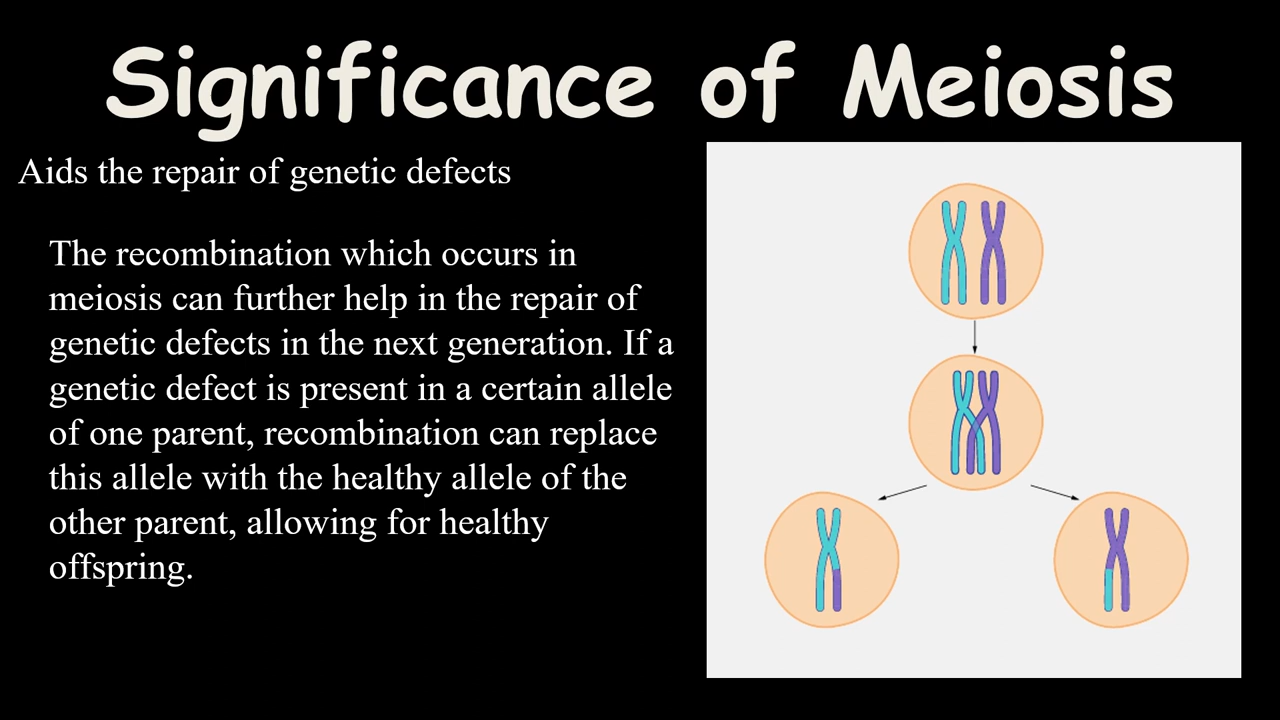 Significance of Meiosis
Aids the repair of genetic defects
The recombination which occurs in
meiosis can further help in the repair of
genetic defects in the next generation. If a
genetic defect is present in a certain allele
of one parent, recombination can replace
this allele with the healthy allele of the
other parent, allowing for healthy
offspring.